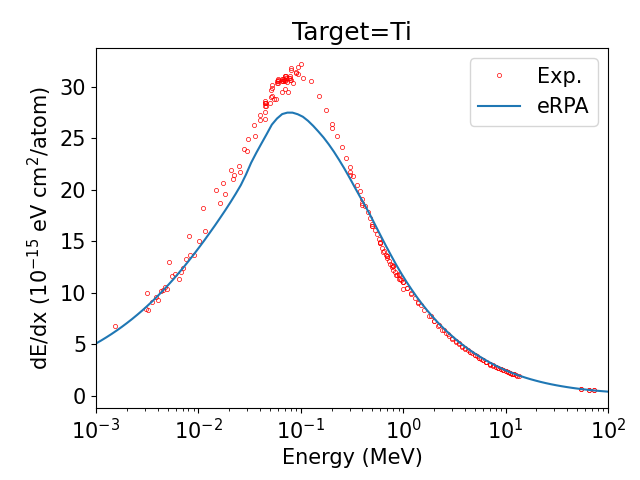 Target=Ti
Exp.
eRPA
dE/dx (10⁻¹⁵ eV cm²/atom)
30
25
20
15
10
5
0
10⁻³
10⁻²
10⁻¹
10⁰
10¹
10²
Energy (MeV)